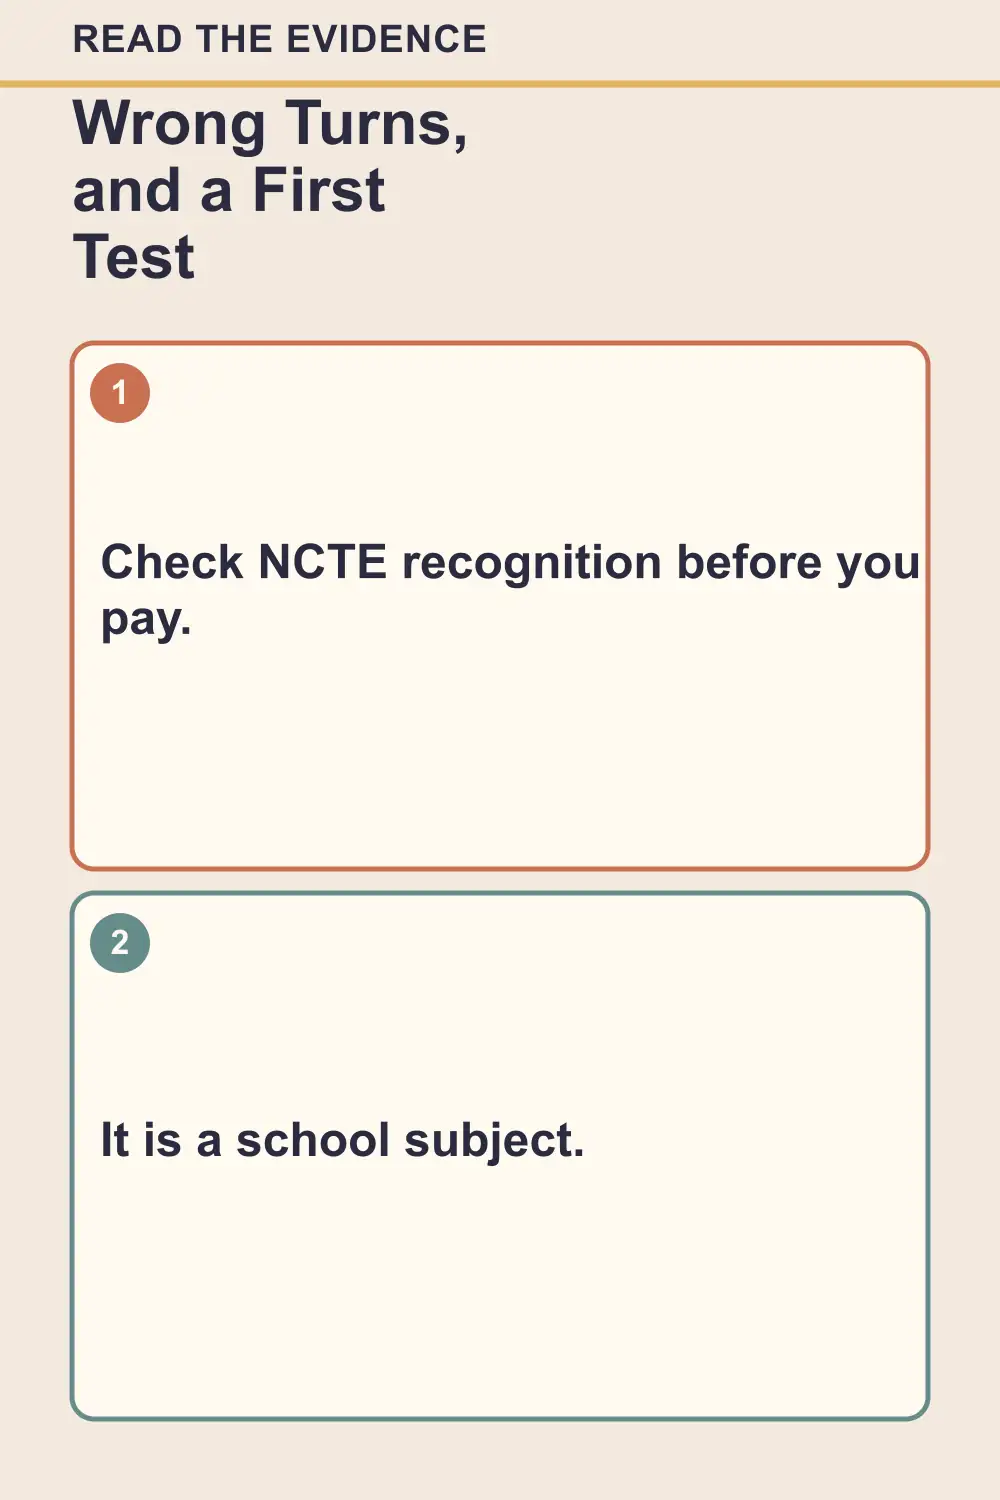 READ THE EVIDENCE
Wrong Turns,
and a First
Test
1
Check NCTE recognition before you
pay.
2
It is a school subject.